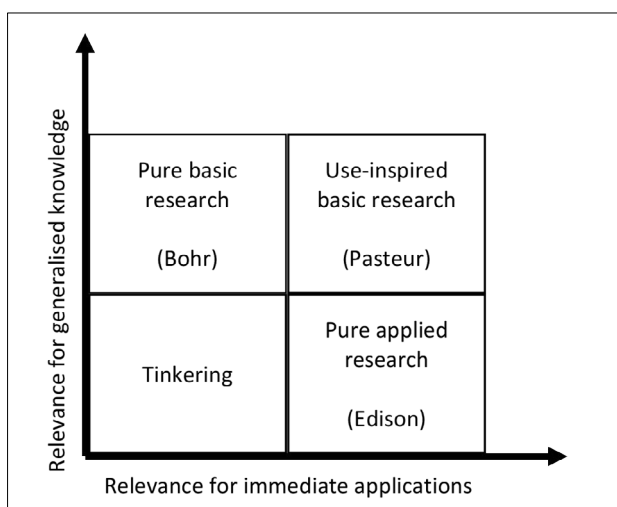 Relevance for generalised knowledge
Pure basic
research
(Bohr)
Use-inspired
basic research
(Pasteur)
Tinkering
Pure applied
research
(Edison)
Relevance for immediate applications